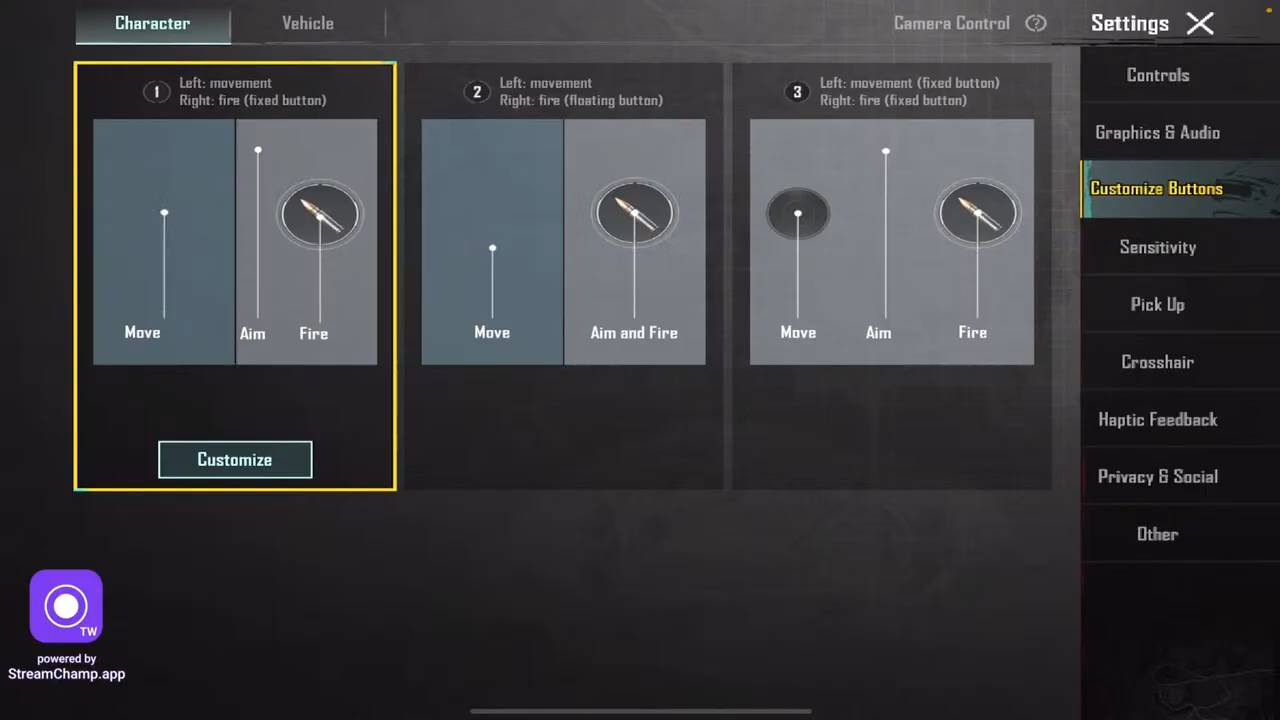 Character
Vehicle
Camera Control ?
Settings
1
Left: movement
Right: fire (fixed button)
Move
Aim
Fire
Customize
2
Left: movement
Right: fire (floating button)
Move
Aim and Fire
3
Left: movement (fixed button)
Right: fire (fixed button)
Move
Aim
Fire
Controls
Graphics & Audio
Customize Buttons
Sensitivity
Pick Up
Crosshair
Haptic Feedback
Privacy & Social
Other
TW
powered by
StreamChamp.app